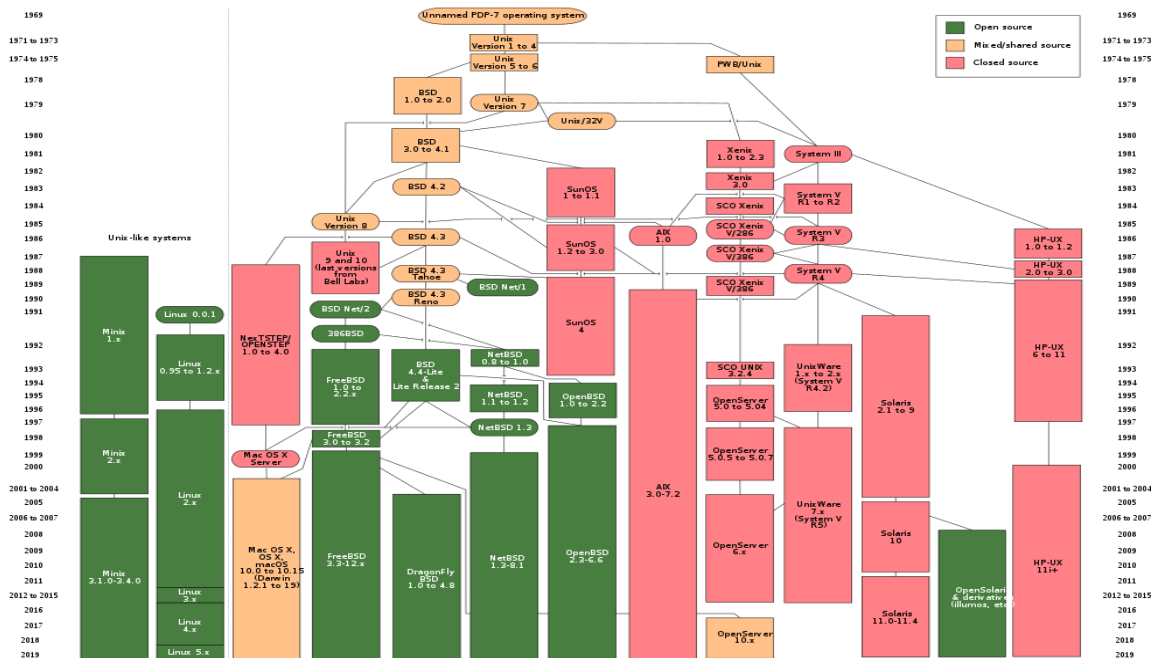 1969
1971 to 1973
1974 to 1975
1978
1979
1980
1981
1982
1983
1984
1985
1986
1987
1988
1989
1990
1991
1992
1993
1994
1995
1996
1997
1998
1999
2000
2001 to 2004
2005
2006 to 2007
2008
2009
2010
2011
2012 to 2015
2016
2017
2018
2019
Unix-like systems
Minix
1.x
Minix
2.x
Minix
3.1.0-3.4.0
Linux 0.0.1
Linux
0.95 to 1.2.x
Linux
2.x
Linux
3.x
Linux
4.x
Linux 5.x
Unnamed PDP-7 operating system
Unix
Version 1 to 4
Unix
Version 5 to 6
PWB/Unix
BSD
1.0 to 2.0
Unix
Version 7
Unix/32V
BSD
3.0 to 4.1
Xenix
1.0 to 2.3
System III
Xenix
3.0
SunOS
1 to 1.1
BSD 4.2
System V
R1 to R2
SCO Xenix
Unix
Version 8
SCO Xenix
V/286
AIX
1.0
System V
R3
BSD 4.3
SunOS
1.2 to 3.0
HP-UX
1.0 to 1.2
Unix
9 and 10
(last versions
from
Bell Labs)
SCO Xenix
V/386
HP-UX
2.0 to 3.0
BSD 4.3
Tahoe
System V
R4
BSD Net/1
SCO Xenix
V/386
BSD 4.3
Reno
BSD Net/2
386BSD
NeXTSTEP/
OPENSTEP
1.0 to 4.0
SunOS
4
HP-UX
6 to 11
NetBSD
0.8 to 1.0
BSD
4.4-Lite
&
Lite Release 2
FreeBSD
1.0 to
2.2.x
SCO UNIX
3.2.4
UnixWare
1.x to 2.x
(System V
R4.2)
NetBSD
1.1 to 1.2
OpenBSD
1.0 to 2.2
OpenServer
5.0 to 5.04
Solaris
2.1 to 9
NetBSD 1.3
FreeBSD
3.0 to 3.2
Mac OS X
Server
OpenServer
5.0.5 to 5.0.7
AIX
3.0-7.2
UnixWare
7.x
(System V
R5)
Solaris
10
Mac OS X,
OS X,
macOS
10.0 to 10.15
(Darwin
1.2.1 to 19)
FreeBSD
3.3-12.x
DragonFly
BSD
1.0 to 4.8
NetBSD
1.3-8.1
OpenBSD
2.3-6.6
OpenServer
6.x
HP-UX
11i+
OpenSolaris
& derivatives
(illumos, etc.)
Solaris
11.0-11.4
OpenServer
10.x
Open source
Mixed/shared source
Closed source
1969
1971 to 1973
1974 to 1975
1978
1979
1980
1981
1982
1983
1984
1985
1986
1987
1988
1989
1990
1991
1992
1993
1994
1995
1996
1997
1998
1999
2000
2001 to 2004
2005
2006 to 2007
2008
2009
2010
2011
2012 to 2015
2016
2017
2018
2019